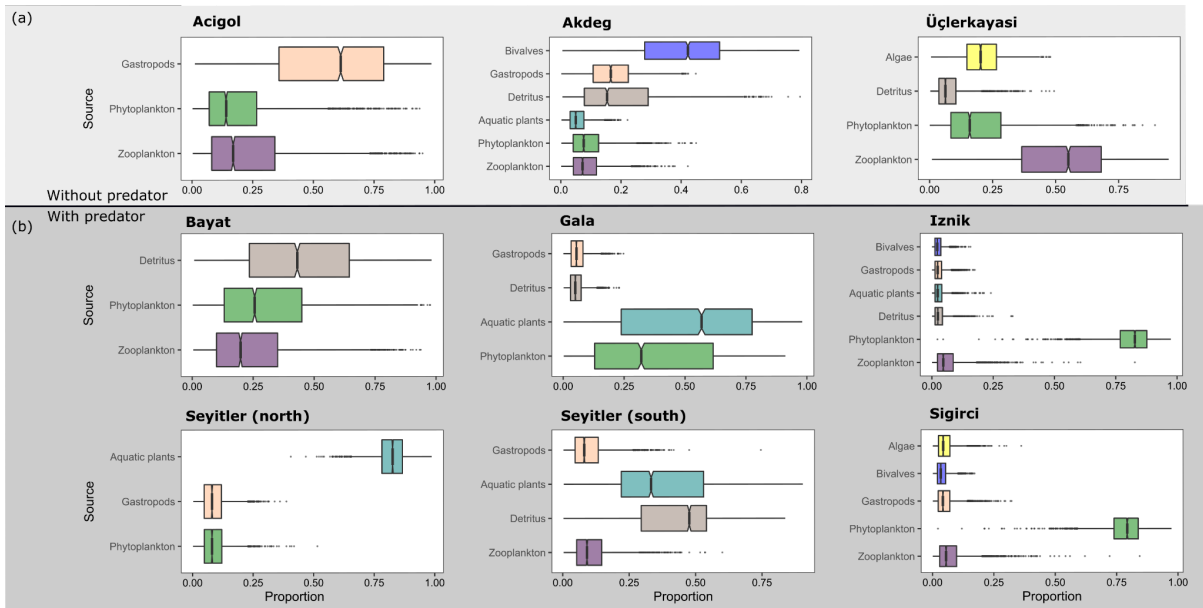 (a)
Acigol
Akdeg
Üçlerkayasi
Source
Gastropods
Phytoplankton
Zooplankton
0.00 0.25 0.50 0.75 1.00
Bivalves
Gastropods
Detritus
Aquatic plants
Phytoplankton
Zooplankton
0.0 0.2 0.4 0.6 0.8
Algae
Detritus
Phytoplankton
Zooplankton
0.00 0.25 0.50 0.75
Without predator
(b)
With predator
Bayat
Gala
Iznik
Source
Detritus
Phytoplankton
Zooplankton
0.00 0.25 0.50 0.75 1.00
Gastropods
Detritus
Aquatic plants
Phytoplankton
0.00 0.25 0.50 0.75 1.00
Bivalves
Gastropods
Aquatic plants
Detritus
Phytoplankton
Zooplankton
0.00 0.25 0.50 0.75 1.00
Seyitler (north)
Seyitler (south)
Sigirci
Source
Aquatic plants
Gastropods
Phytoplankton
0.00 0.25 0.50 0.75 1.00
Proportion
Gastropods
Aquatic plants
Detritus
Zooplankton
0.00 0.25 0.50 0.75
Proportion
Algae
Bivalves
Gastropods
Phytoplankton
Zooplankton
0.00 0.25 0.50 0.75 1.00
Proportion